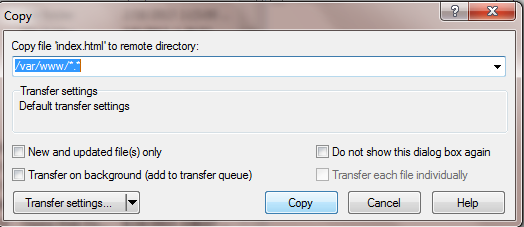 Copy
Copy file 'index.html' to remote directory:
/var/www/*.*
Transfer settings
Default transfer settings
New and updated file(s) only
Do not show this dialog box again
Transfer on background (add to transfer queue)
Transfer each file individually
Transfer settings...
Copy
Cancel
Help